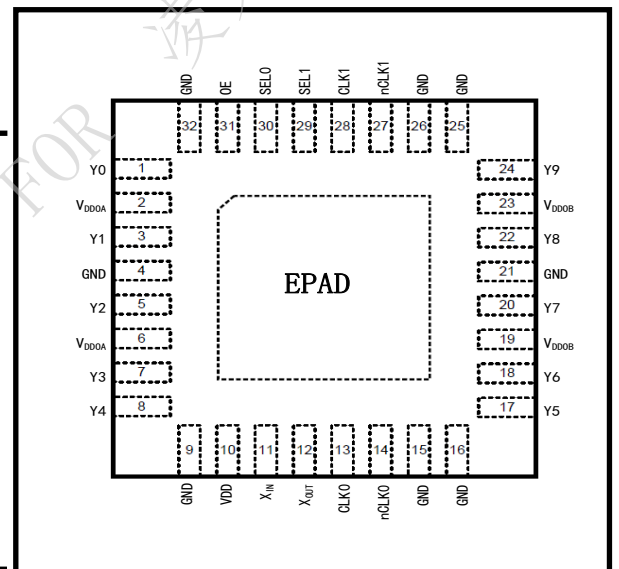 GND OE SEL0 SEL1 CLK1 nCLK1 GND GND
32 31 30 29 28 27 26 25
Y0 1 24 Y9
VDDOA 2 23 VDDOB
Y1 3 22 Y8
GND 4 21 GND
EPAD
Y2 5 20 Y7
VDDOA 6 19 VDDOB
Y3 7 18 Y6
Y4 8 17 Y5
9 10 11 12 13 14 15 16
GND VDD XIN XOUT CLK0 nCLK0 GND GND
FOR
凌